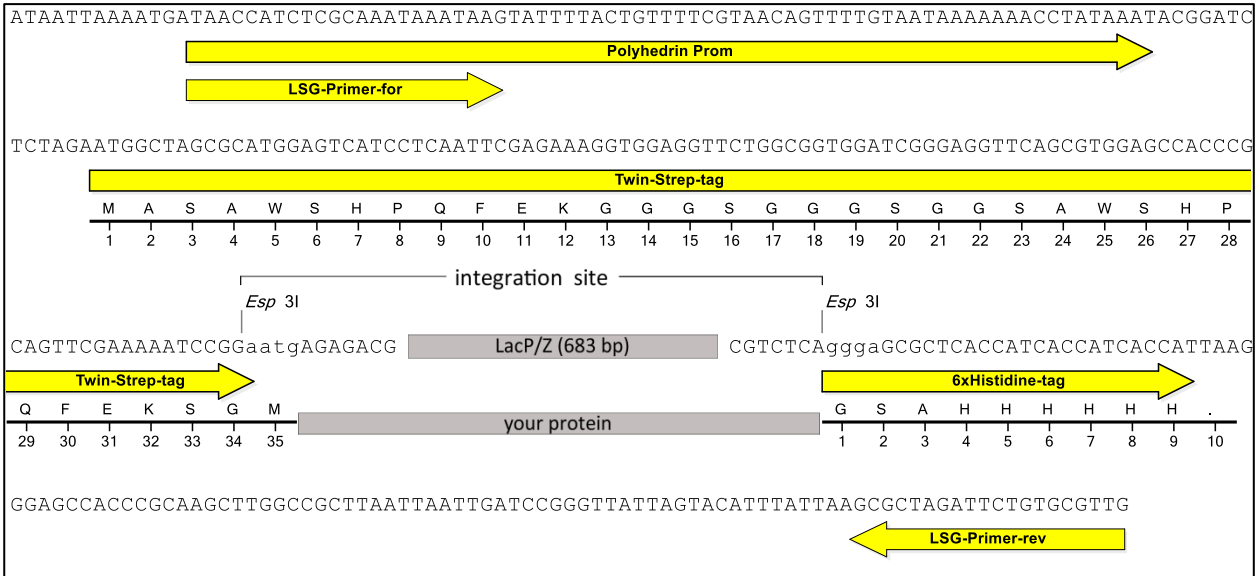 ATAATTAAAATGATAACCATCTCGCAAATAAATAAGTATTTTACTGTTTTCGTAACAGTTTTGTAATAAAAAAACCTATAAATACGGATC
Polyhedrin Prom
LSG-Primer-for
TCTAGAATGGCTAGCGCATGGAGTCATCCTCAATTCGAGAAAGGTGGAGGTTCTGGCGGTGGATCGGGAGGTTCAGCGTGGAGCCACCCG
Twin-Strep-tag
M A S A W S H P Q F E K G G G S G G G S G G S A W S H P
1 2 3 4 5 6 7 8 9 10 11 12 13 14 15 16 17 18 19 20 21 22 23 24 25 26 27 28
integration site
Esp 3I Esp 3I
CAGTTCGAAAAATCCGGaatgAGAGACG LacP/Z (683 bp) CGTCTCAgggaGCGCTCACCATCACCATCACCATTAAG
Twin-Strep-tag 6xHistidine-tag
Q F E K S G M G S A H H H H H H .
29 30 31 32 33 34 35 your protein 1 2 3 4 5 6 7 8 9 10
GGAGCCACCCGCAAGCTTGGCCGCTTAATTAATTGATCCGGGTTATTAGTACATTTATTAAGCGCTAGATTCTGTGCGTTG
LSG-Primer-rev